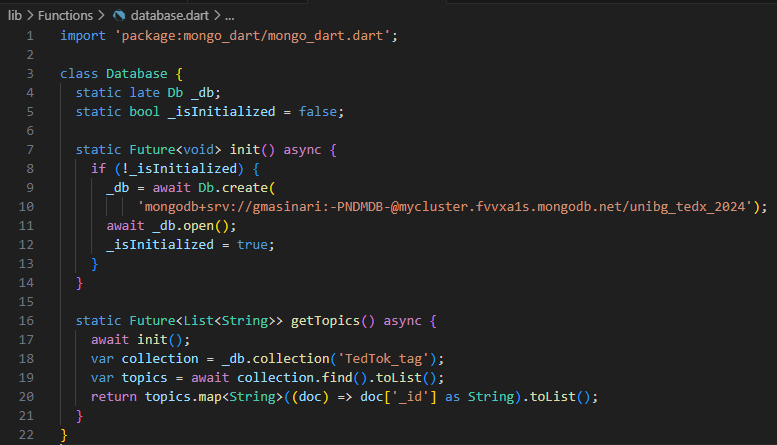 lib > Functions > database.dart > ...
1 import 'package:mongo_dart/mongo_dart.dart';
2
3 class Database {
4   static late Db _db;
5   static bool _isInitialized = false;
6
7   static Future<void> init() async {
8     if (!_isInitialized) {
9       _db = await Db.create(
10           'mongodb+srv://gmasinari:-PNDMDB-@mycluster.fvvxa1s.mongodb.net/unibg_tedx_2024');
11       await _db.open();
12       _isInitialized = true;
13     }
14   }
15
16   static Future<List<String>> getTopics() async {
17     await init();
18     var collection = _db.collection('TedTok_tag');
19     var topics = await collection.find().toList();
20     return topics.map<String>((doc) => doc['_id'] as String).toList();
21   }
22 }